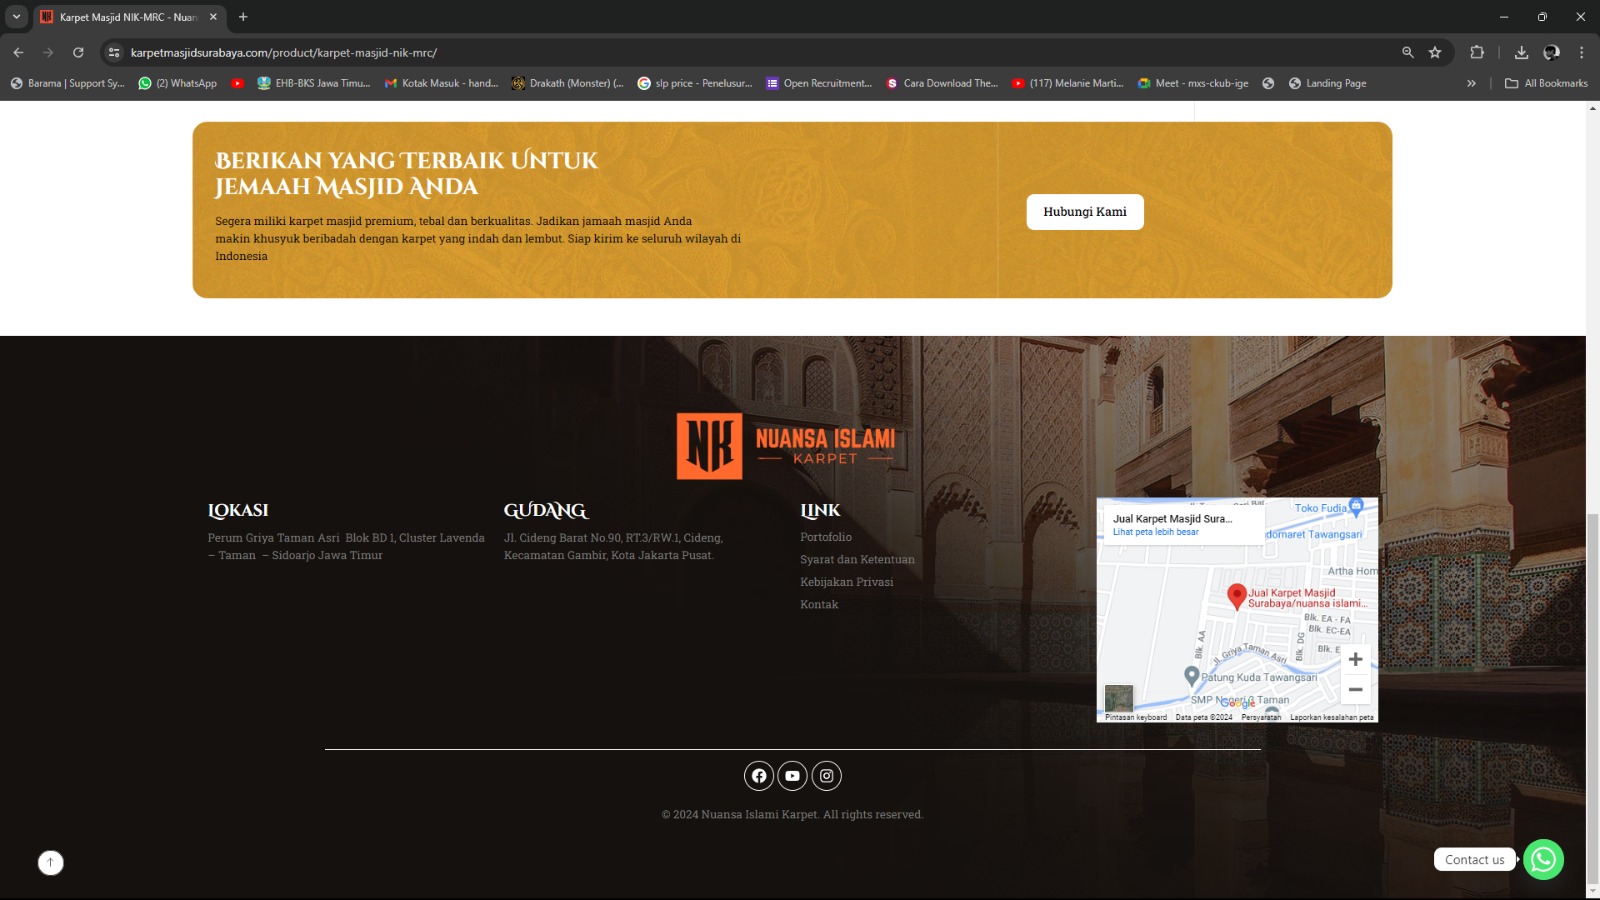 Karpet Masjid NIK-MRC - Nuan
karpetmasjidsurabaya.com/product/karpet-masjid-nik-mrc/
Barama | Support Sy...
(2) WhatsApp
EHB-BKS Jawa Timu...
Kotak Masuk - hand...
Drakath (Monster) (...
slp price - Penelusur...
Open Recruitment...
Cara Download The...
(117) Melanie Marti...
Meet - mxs-ckub-ige
Landing Page
All Bookmarks
Berikan yang Terbaik Untuk
Jemaah Masjid Anda
Segera miliki karpet masjid premium, tebal dan berkualitas. Jadikan jamaah masjid Anda
makin khusyuk beribadah dengan karpet yang indah dan lembut. Siap kirim ke seluruh wilayah di
Indonesia
Hubungi Kami
NK NUANSA ISLAMI
KARPET
Lokasi
Perum Griya Taman Asri Blok BD 1, Cluster Lavenda
– Taman – Sidoarjo Jawa Timur
Gudang
Jl. Cideng Barat No.90, RT.3/RW.1, Cideng,
Kecamatan Gambir, Kota Jakarta Pusat.
Link
Portofolio
Syarat dan Ketentuan
Kebijakan Privasi
Kontak
Jual Karpet Masjid Sura...
Lihat peta lebih besar
Toko Fudia
domaret Tawangsari
Artha Hom
Jual Karpet Masjid
Surabaya/nuansa islami...
Blk. EA - FA
Blk. EC-EA
Blk. AA
Blk. DG
Blk. E
Jl. Griya Taman Asri
Patung Kuda Tawangsari
SMP Negeri 2 Taman
Google
Pintasan keyboard
Data peta ©2024
Persyaratan
Laporkan kesalahan peta
© 2024 Nuansa Islami Karpet. All rights reserved.
Contact us